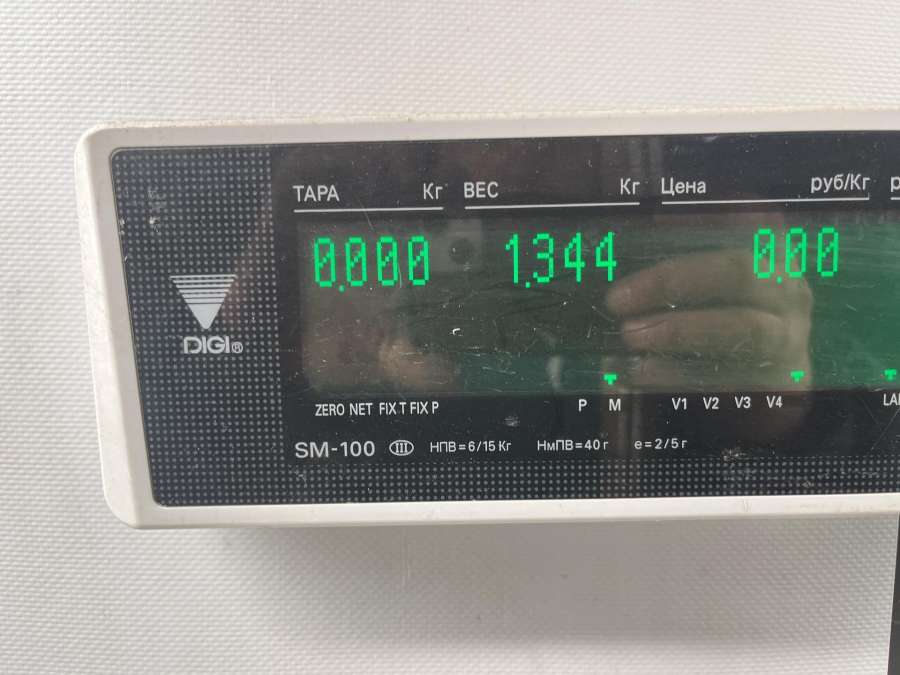 ТАРА Кг ВЕС Кг Цена руб/Кг
0.000 1.344 0.00
DIGI®
ZERO NET FIX T FIX P P M V1 V2 V3 V4
SM-100 III НПВ=6/15 Кг НмПВ=40 г е=2/5 г